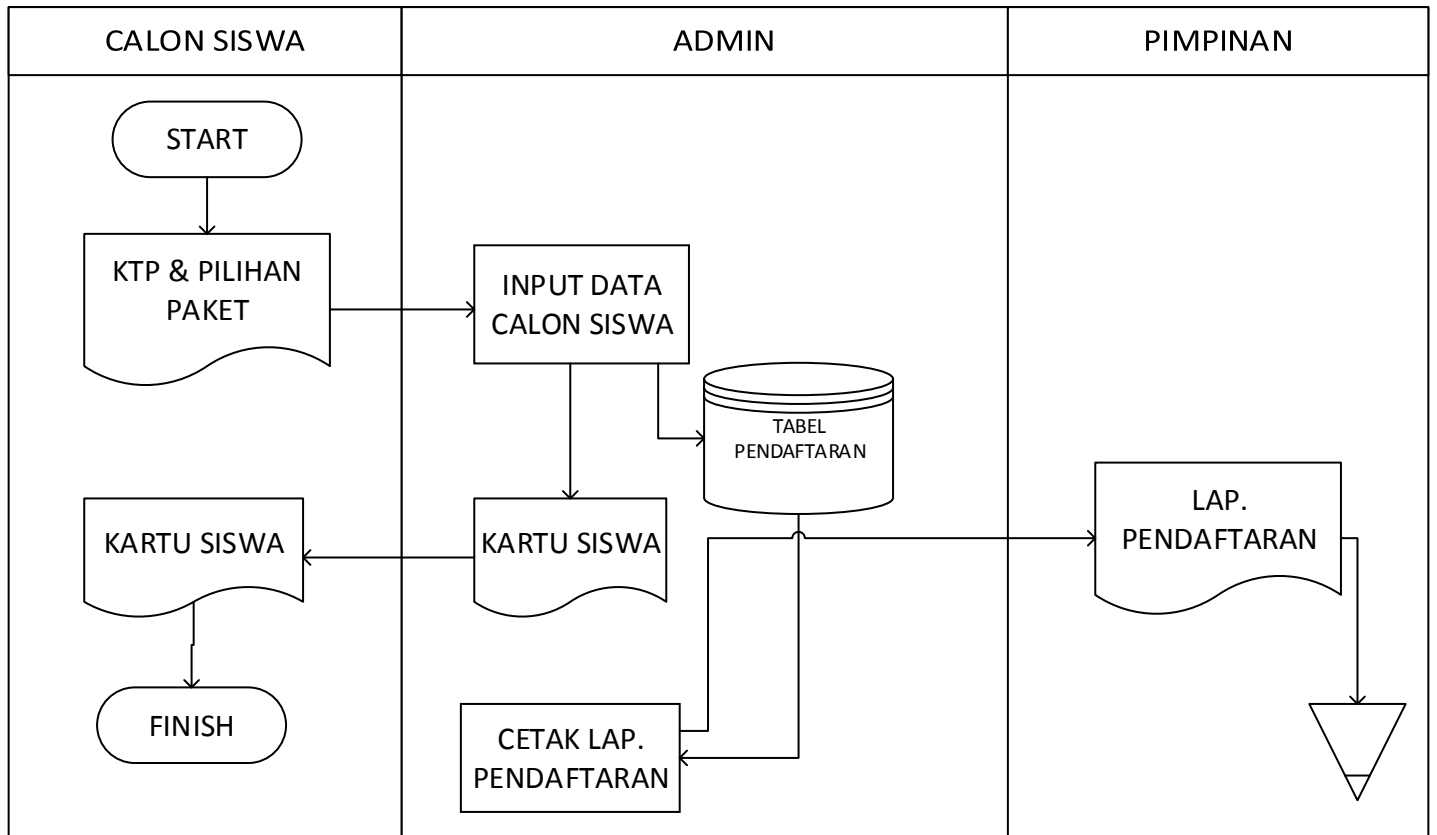 CALON SISWA
ADMIN
PIMPINAN
START
KTP & PILIHAN
PAKET
INPUT DATA
CALON SISWA
TABEL
PENDAFTARAN
KARTU SISWA
KARTU SISWA
LAP.
PENDAFTARAN
FINISH
CETAK LAP.
PENDAFTARAN